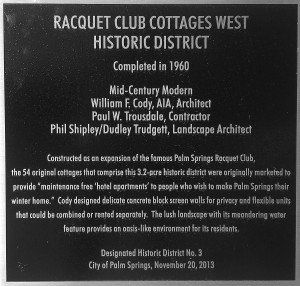 RACQUET CLUB COTTAGES WEST
HISTORIC DISTRICT
Completed in 1960
Mid-Century Modern
William F. Cody, AIA, Architect
Paul W. Trousdale, Contractor
Phil Shipley/Dudley Trudgett, Landscape Architect
Constructed as an expansion of the famous Palm Springs Racquet Club,
the 54 original cottages that comprise this 3.2-acre historic district were originally marketed to
provide "maintenance free 'hotel apartments' to people who wish to make Palm Springs their
winter home." Cody designed delicate concrete block screen walls for privacy and flexible units
that could be combined or rented separately. The lush landscape with its meandering water
feature provides an oasis-like environment for its residents.
Designated Historic District No. 3
City of Palm Springs, November 20, 2013